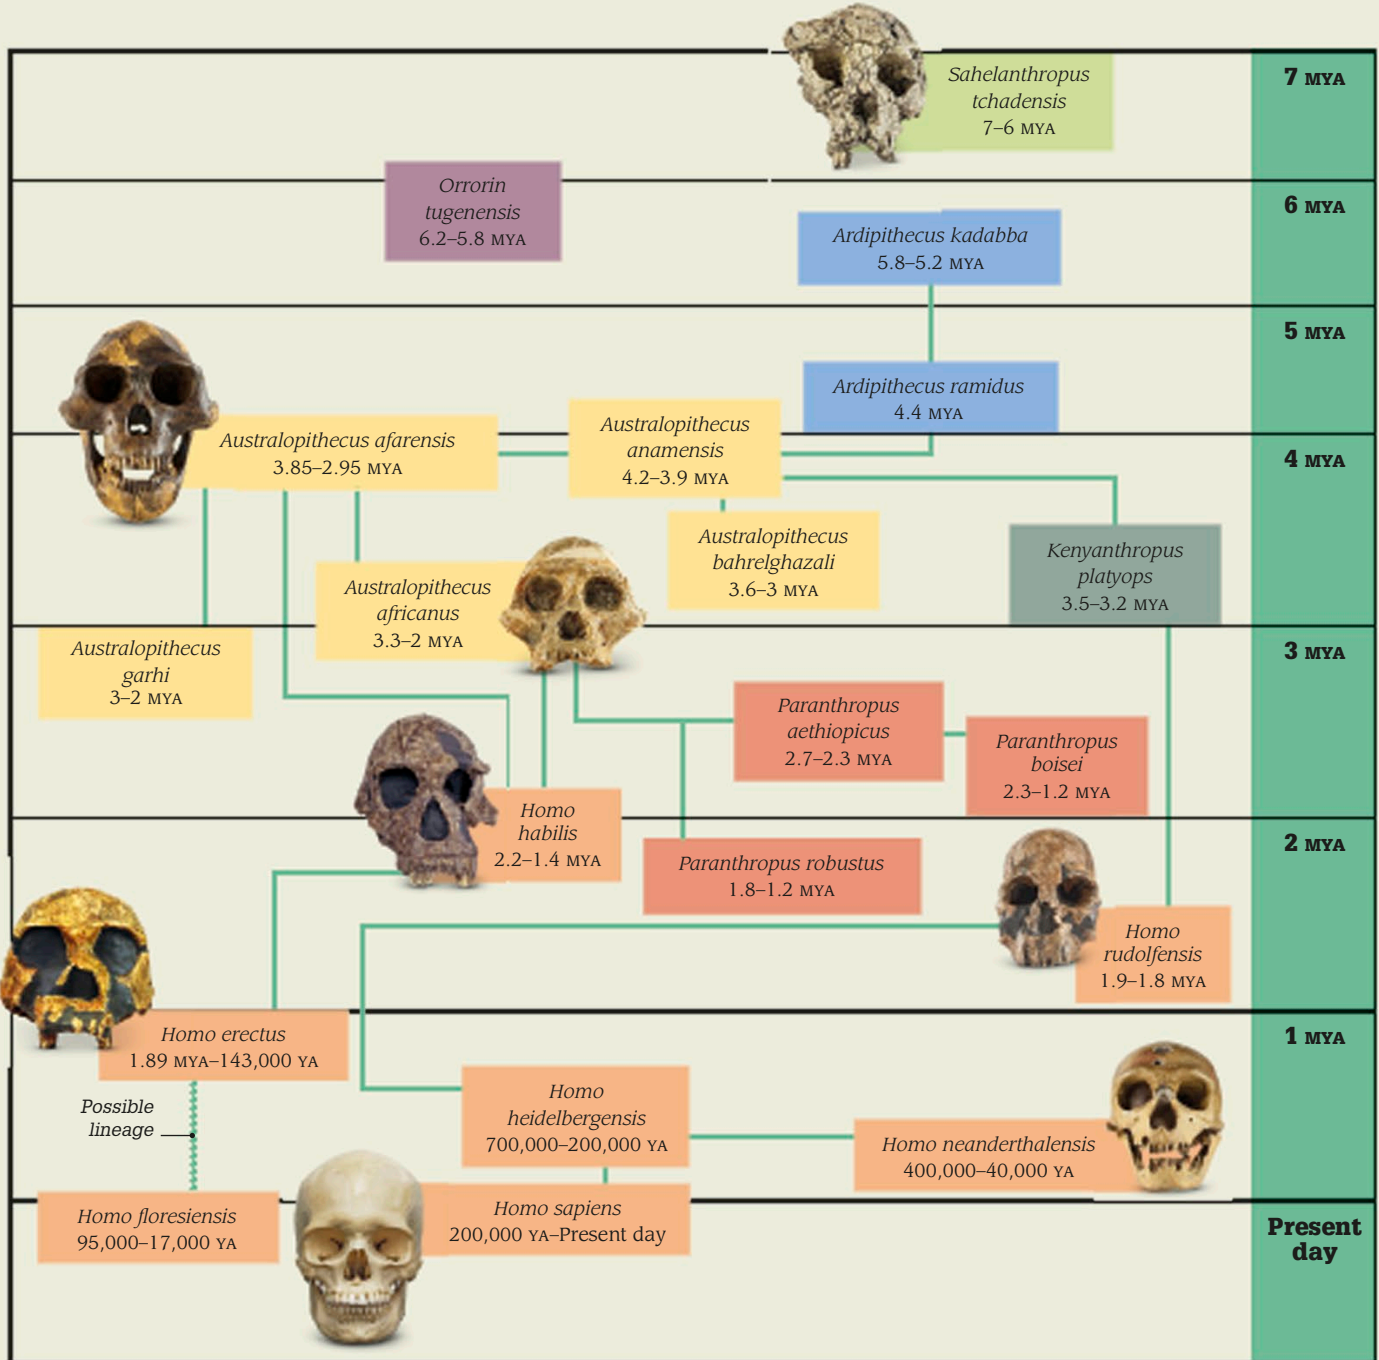 Sahelanthropus
tchadensis
7–6 MYA
7 MYA
Orrorin
tugenensis
6.2–5.8 MYA
6 MYA
Ardipithecus kadabba
5.8–5.2 MYA
5 MYA
Ardipithecus ramidus
4.4 MYA
Australopithecus afarensis
3.85–2.95 MYA
Australopithecus
anamensis
4.2–3.9 MYA
4 MYA
Australopithecus
bahrelghazali
3.6–3 MYA
Kenyanthropus
platyops
3.5–3.2 MYA
Australopithecus
africanus
3.3–2 MYA
Australopithecus
garhi
3–2 MYA
3 MYA
Paranthropus
aethiopicus
2.7–2.3 MYA
Paranthropus
boisei
2.3–1.2 MYA
Homo
habilis
2.2–1.4 MYA
2 MYA
Paranthropus robustus
1.8–1.2 MYA
Homo
rudolfensis
1.9–1.8 MYA
Homo erectus
1.89 MYA–143,000 YA
1 MYA
Possible
lineage
Homo
heidelbergensis
700,000–200,000 YA
Homo neanderthalensis
400,000–40,000 YA
Homo floresiensis
95,000–17,000 YA
Homo sapiens
200,000 YA–Present day
Present
day